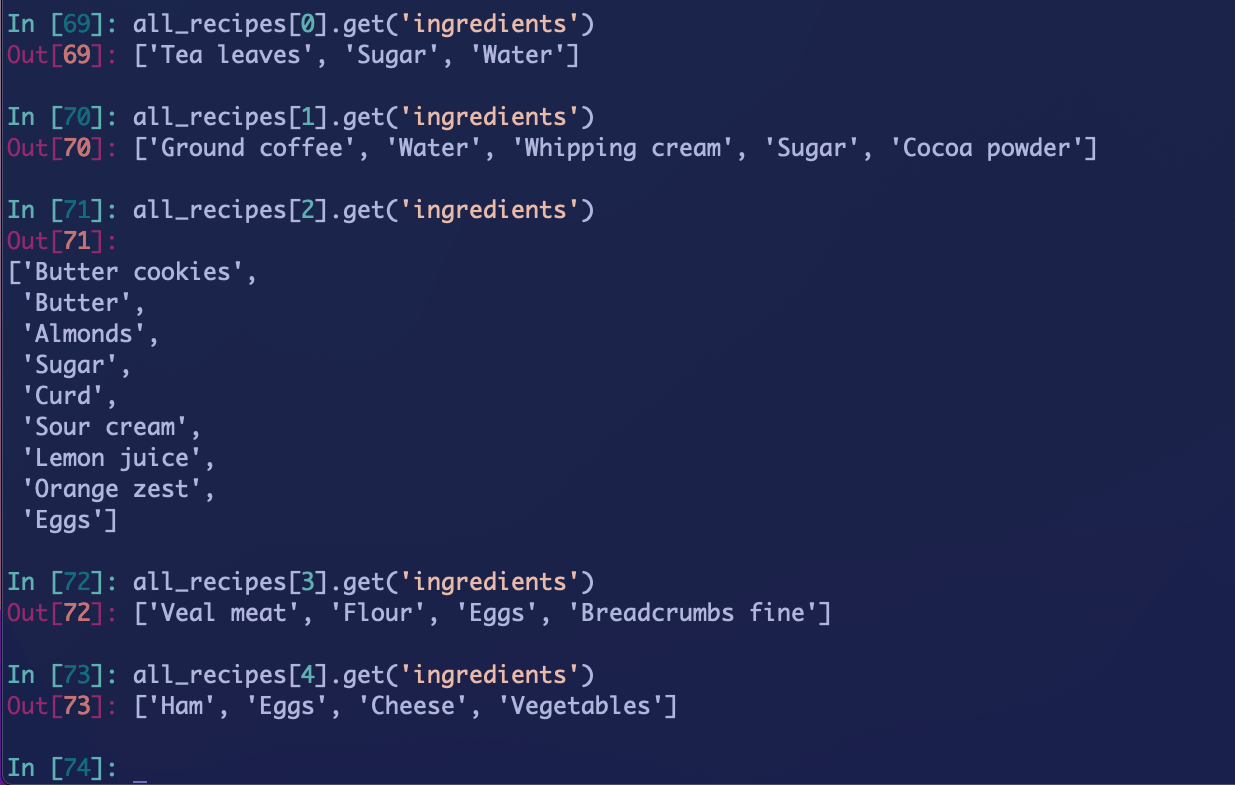 In [69]: all_recipes[0].get('ingredients')
Out[69]: ['Tea leaves', 'Sugar', 'Water']
In [70]: all_recipes[1].get('ingredients')
Out[70]: ['Ground coffee', 'Water', 'Whipping cream', 'Sugar', 'Cocoa powder']
In [71]: all_recipes[2].get('ingredients')
Out[71]:
['Butter cookies',
 'Butter',
 'Almonds',
 'Sugar',
 'Curd',
 'Sour cream',
 'Lemon juice',
 'Orange zest',
 'Eggs']
In [72]: all_recipes[3].get('ingredients')
Out[72]: ['Veal meat', 'Flour', 'Eggs', 'Breadcrumbs fine']
In [73]: all_recipes[4].get('ingredients')
Out[73]: ['Ham', 'Eggs', 'Cheese', 'Vegetables']
In [74]: _